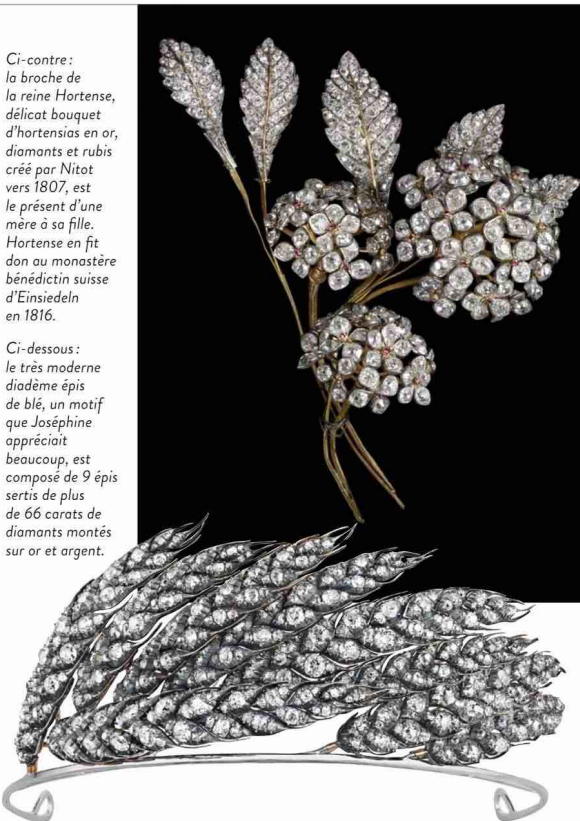 Ci-contre :
la broche de
la reine Hortense,
délicat bouquet
d'hortensias en or,
diamants et rubis
créé par Nitot
vers 1807, est
le présent d'une
mère à sa fille.
Hortense en fit
don au monastère
bénédictin suisse
d'Einsiedeln
en 1816.
Ci-dessous :
le très moderne
diadème épis
de blé, un motif
que Joséphine
appréciait
beaucoup, est
composé de 9 épis
sertis de plus
de 66 carats de
diamants montés
sur or et argent.